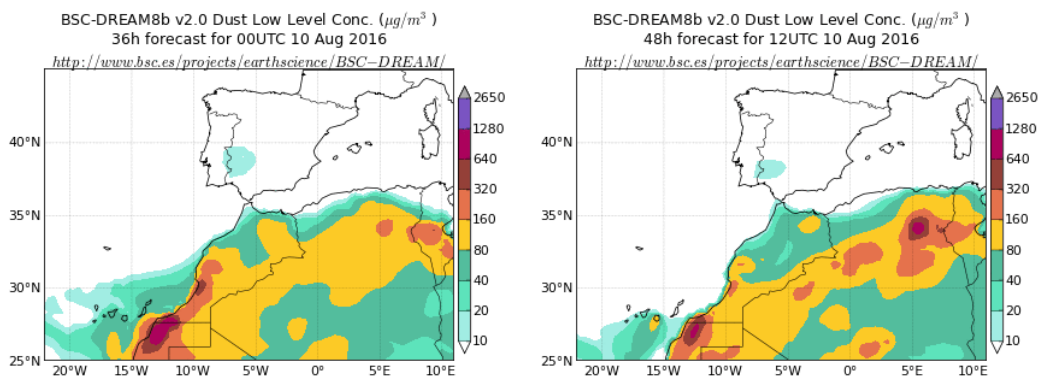 BSC-DREAM8b v2.0 Dust Low Level Conc. (μg/m³ )
36h forecast for 00UTC 10 Aug 2016
http://www.bsc.es/projects/earthscience/BSC−DREAM/
40°N
35°N
30°N
25°N
20°W
15°W
10°W
5°W
0°
5°E
10°E
2650
1280
640
320
160
80
40
20
10
BSC-DREAM8b v2.0 Dust Low Level Conc. (μg/m³ )
48h forecast for 12UTC 10 Aug 2016
http://www.bsc.es/projects/earthscience/BSC−DREAM/
40°N
35°N
30°N
25°N
20°W
15°W
10°W
5°W
0°
5°E
10°E
2650
1280
640
320
160
80
40
20
10